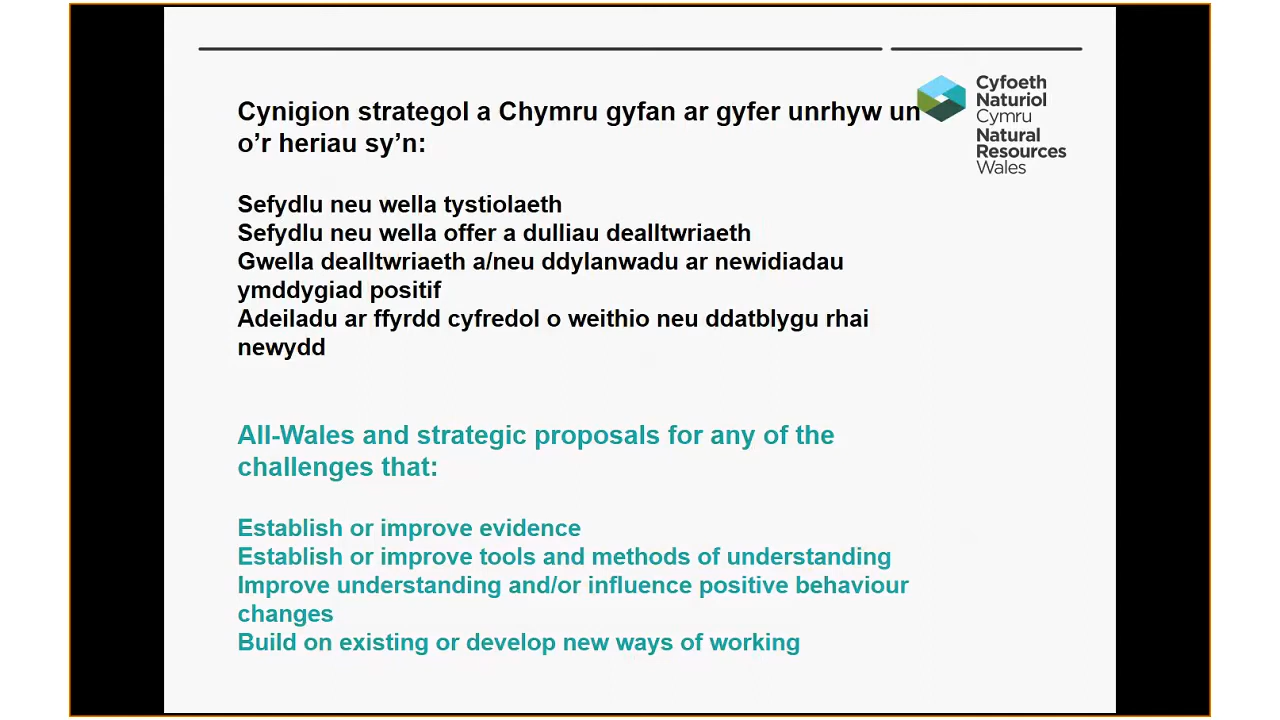 Cynigion strategol a Chymru gyfan ar gyfer unrhyw un
o’r heriau sy’n:
Cyfoeth
Naturiol
Cymru
Natural
Resources
Wales
Sefydlu neu wella tystiolaeth
Sefydlu neu wella offer a dulliau dealltwriaeth
Gwella dealltwriaeth a/neu ddylanwadu ar newidiadau
ymddygiad positif
Adeiladu ar ffyrdd cyfredol o weithio neu ddatblygu rhai
newydd
All-Wales and strategic proposals for any of the
challenges that:
Establish or improve evidence
Establish or improve tools and methods of understanding
Improve understanding and/or influence positive behaviour
changes
Build on existing or develop new ways of working